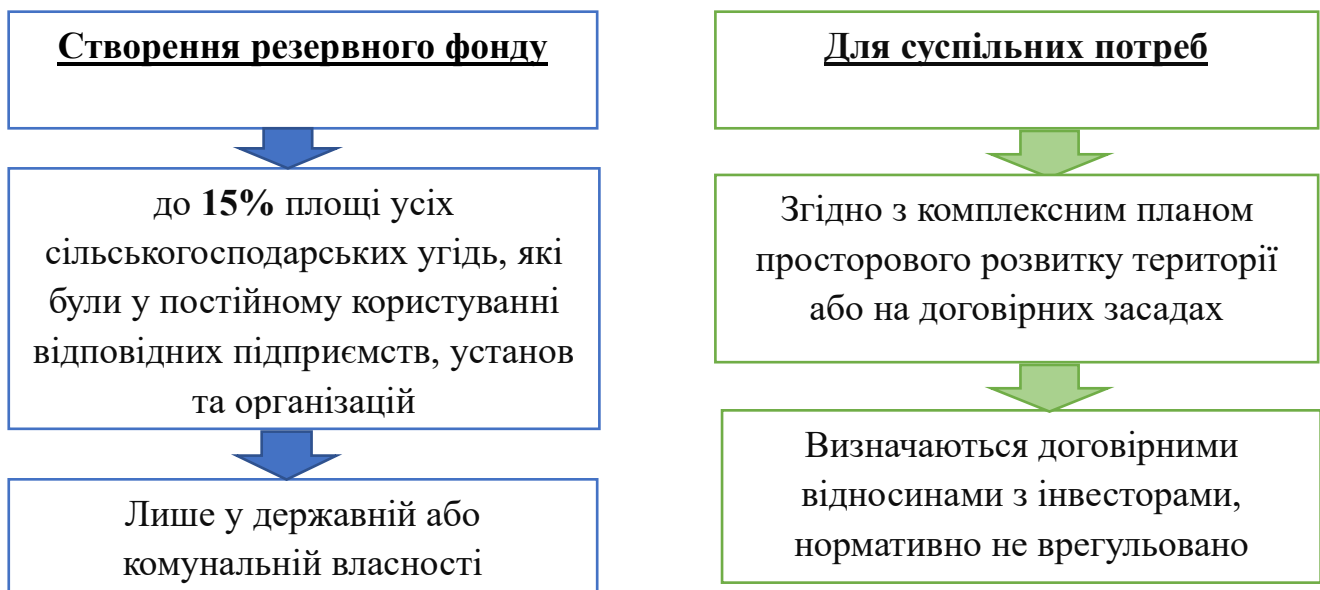 Створення резервного фонду
до 15% площі усіх
сільськогосподарських угідь, які
були у постійному користуванні
відповідних підприємств, установ
та організацій
Лише у державній або
комунальній власності
Для суспільних потреб
Згідно з комплексним планом
просторового розвитку території
або на договірних засадах
Визначаються договірними
відносинами з інвесторами,
нормативно не врегульовано